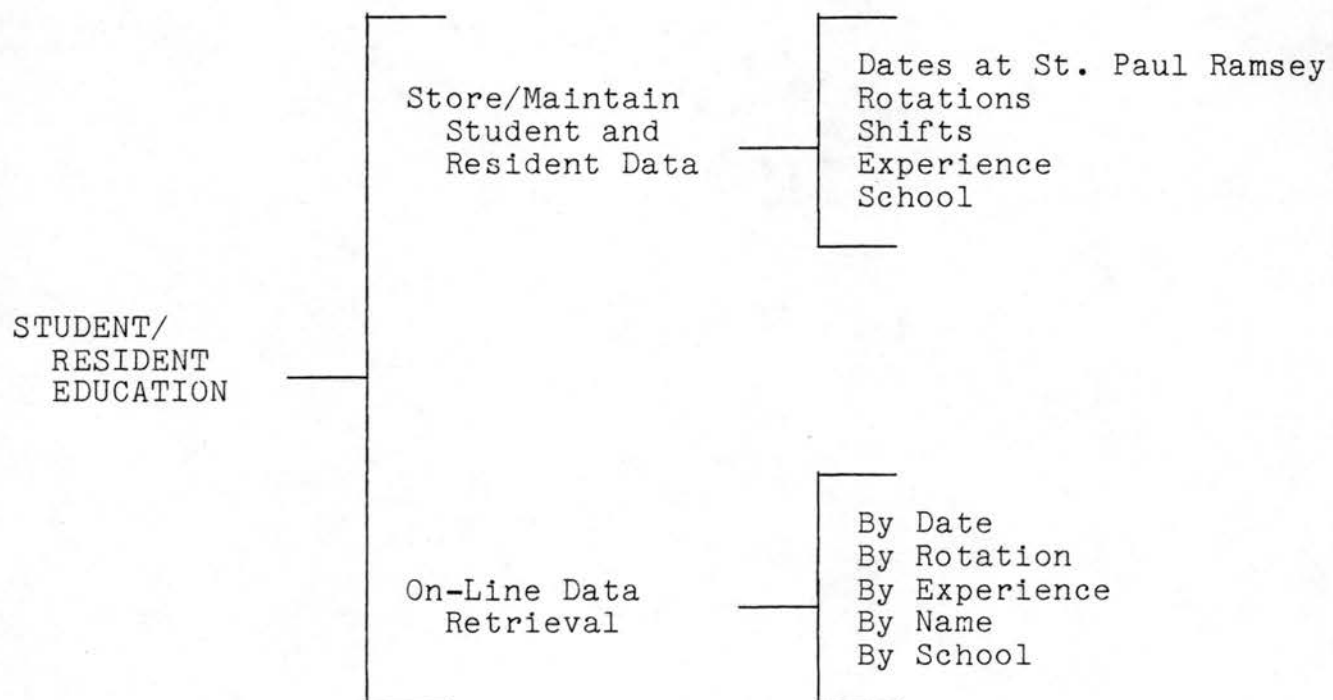 Store/Maintain
Student and
Resident Data
Dates at St. Paul Ramsey
Rotations
Shifts
Experience
School
STUDENT/
RESIDENT
EDUCATION
On-Line Data
Retrieval
By Date
By Rotation
By Experience
By Name
By School